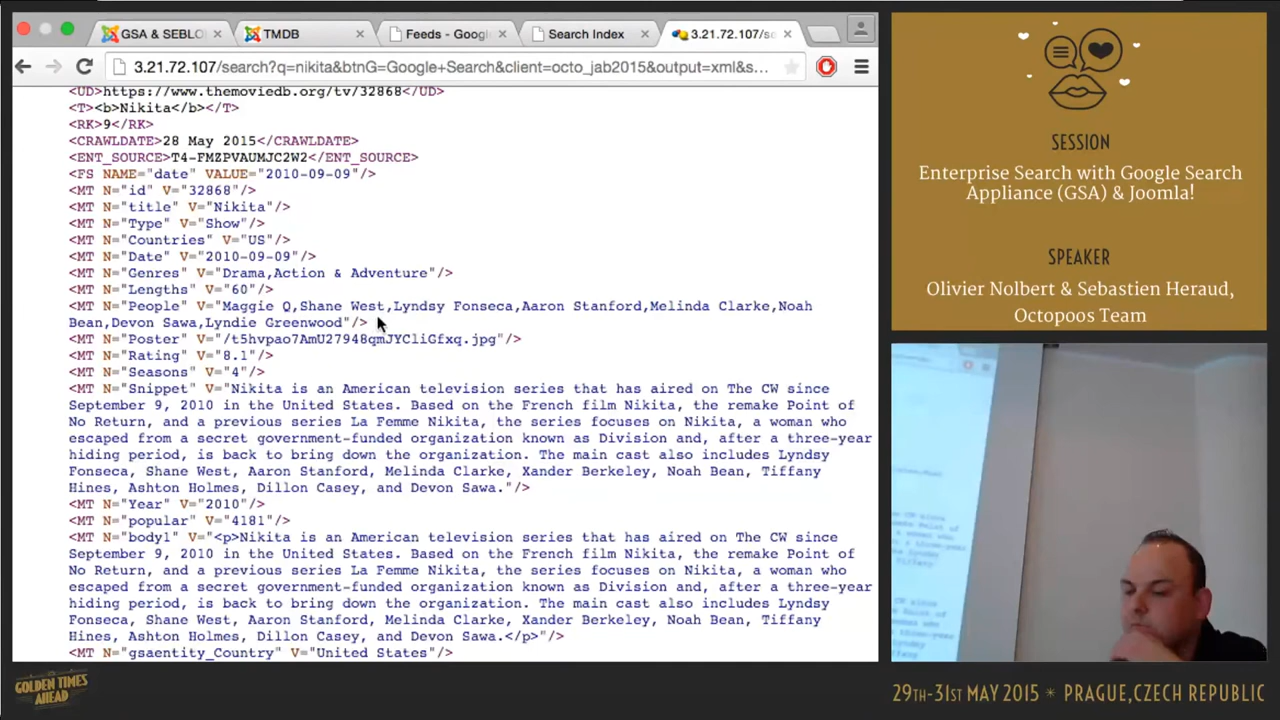 GSA & SEBLO
TMDB
Feeds - Googl
Search Index
3.21.72.107/se
3.21.72.107/search?q=nikita&btnG=Google+Search&client=octo_jab2015&output=xml&s...
<UD>https://www.themoviedb.org/tv/32868</UD>
<T><b>Nikita</b></T>
<RK>9</RK>
<CRAWLDATE>28 May 2015</CRAWLDATE>
<ENT_SOURCE>T4-FMZPVAUMJC2W2</ENT_SOURCE>
<FS NAME="date" VALUE="2010-09-09"/>
<MT N="id" V="32868"/>
<MT N="title" V="Nikita"/>
<MT N="Type" V="Show"/>
<MT N="Countries" V="US"/>
<MT N="Date" V="2010-09-09"/>
<MT N="Genres" V="Drama,Action & Adventure"/>
<MT N="Lengths" V="60"/>
<MT N="People" V="Maggie Q,Shane West,Lyndsy Fonseca,Aaron Stanford,Melinda Clarke,Noah
Bean,Devon Sawa,Lyndie Greenwood"/>
<MT N="Poster" V="/t5hvpao7AmU27948qmJYCliGfxq.jpg"/>
<MT N="Rating" V="8.1"/>
<MT N="Seasons" V="4"/>
<MT N="Snippet" V="Nikita is an American television series that has aired on The CW since
September 9, 2010 in the United States. Based on the French film Nikita, the remake Point of
No Return, and a previous series La Femme Nikita, the series focuses on Nikita, a woman who
escaped from a secret government-funded organization known as Division and, after a three-year
hiding period, is back to bring down the organization. The main cast also includes Lyndsy
Fonseca, Shane West, Aaron Stanford, Melinda Clarke, Xander Berkeley, Noah Bean, Tiffany
Hines, Ashton Holmes, Dillon Casey, and Devon Sawa."/>
<MT N="Year" V="2010"/>
<MT N="popular" V="4181"/>
<MT N="body1" V="<p>Nikita is an American television series that has aired on The CW since
September 9, 2010 in the United States. Based on the French film Nikita, the remake Point of
No Return, and a previous series La Femme Nikita, the series focuses on Nikita, a woman who
escaped from a secret government-funded organization known as Division and, after a three-year
hiding period, is back to bring down the organization. The main cast also includes Lyndsy
Fonseca, Shane West, Aaron Stanford, Melinda Clarke, Xander Berkeley, Noah Bean, Tiffany
Hines, Ashton Holmes, Dillon Casey, and Devon Sawa.</p>"/>
<MT N="gsaentity_Country" V="United States"/>
SESSION
Enterprise Search with Google Search
Appliance (GSA) & Joomla!
SPEAKER
Olivier Nolbert & Sebastien Heraud,
Octopoos Team
GOLDEN TIMES
AHEAD
29TH-31ST MAY 2015 * PRAGUE,CZECH REPUBLIC